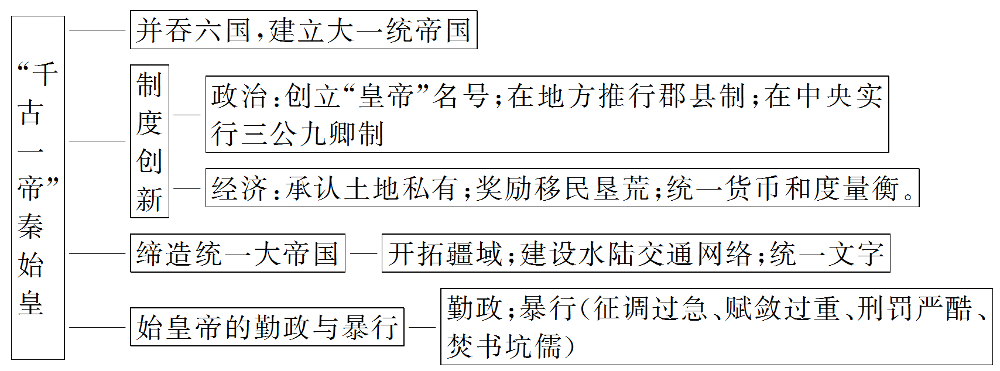 “千古一帝”秦始皇
并吞六国,建立大一统帝国
制度创新
政治:创立“皇帝”名号;在地方推行郡县制;在中央实
行三公九卿制
经济:承认土地私有;奖励移民垦荒;统一货币和度量衡。
缔造统一大帝国
开拓疆域;建设水陆交通网络;统一文字
始皇帝的勤政与暴行
勤政;暴行(征调过急、赋敛过重、刑罚严酷、
焚书坑儒)